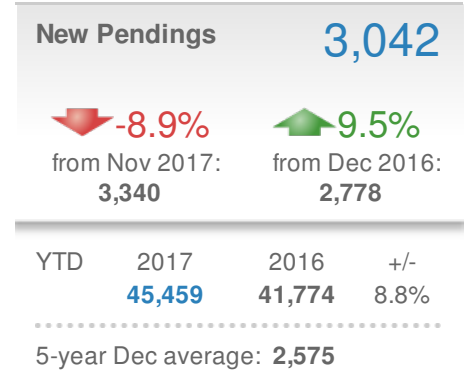 New Pendings 3,042
-8.9% 9.5%
from Nov 2017: from Dec 2016:
3,340 2,778
YTD 2017 2016 +/-
45,459 41,774 8.8%
5-year Dec average: 2,575